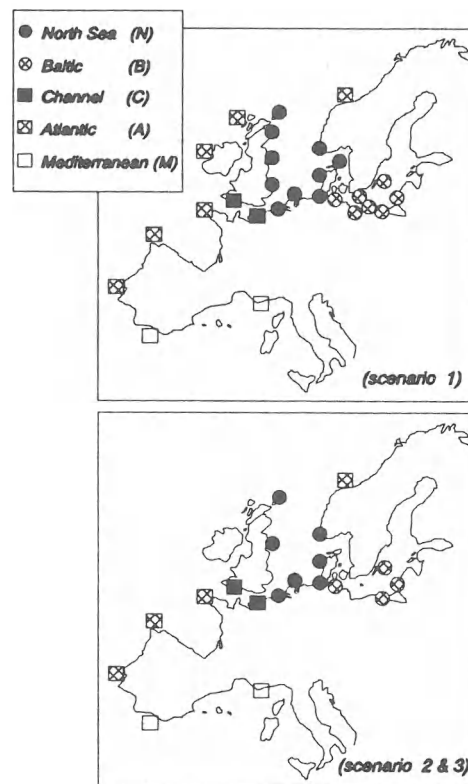 North Sea (N)
Baltic (B)
Channel (C)
Atlantic (A)
Mediterranean (M)
(scenario 1)
(scenario 2 & 3)